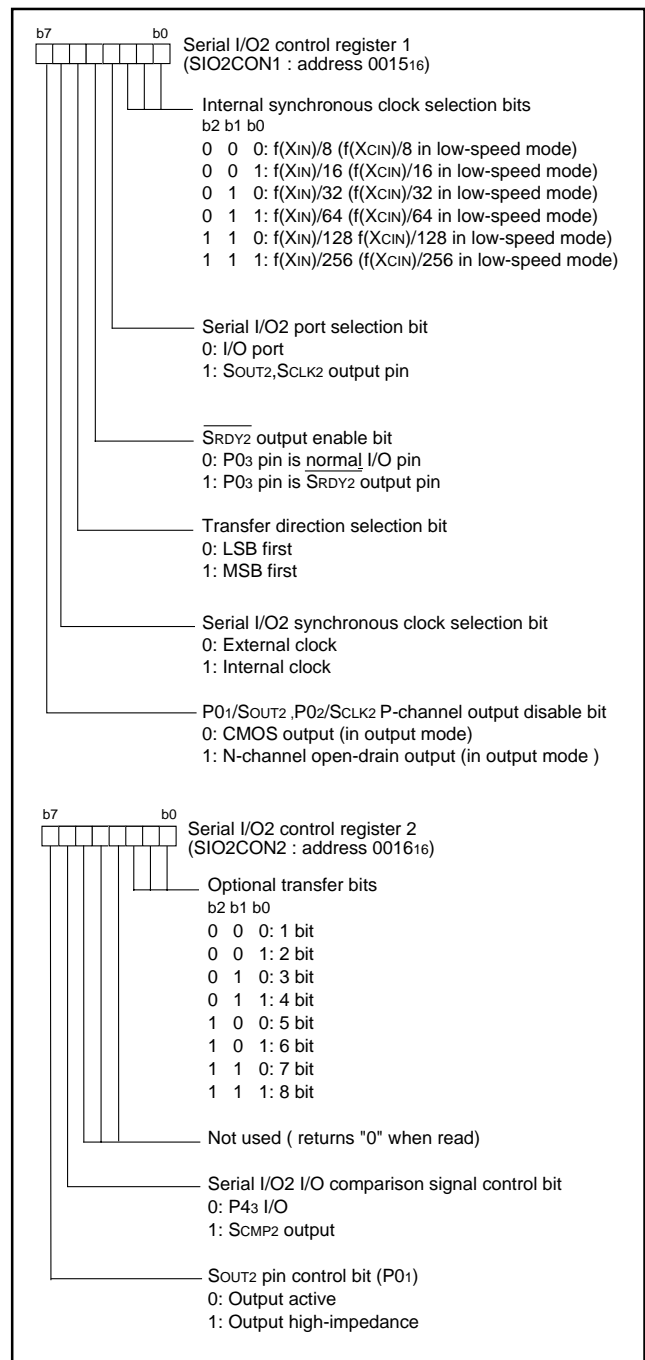 b7 b0
Serial I/O2 control register 1
(SIO2CON1 : address 001516)
Internal synchronous clock selection bits
b2 b1 b0
0 0 0: f(XIN)/8 (f(XCIN)/8 in low-speed mode)
0 0 1: f(XIN)/16 (f(XCIN)/16 in low-speed mode)
0 1 0: f(XIN)/32 (f(XCIN)/32 in low-speed mode)
0 1 1: f(XIN)/64 (f(XCIN)/64 in low-speed mode)
1 1 0: f(XIN)/128 f(XCIN)/128 in low-speed mode)
1 1 1: f(XIN)/256 (f(XCIN)/256 in low-speed mode)
Serial I/O2 port selection bit
0: I/O port
1: SOUT2,SCLK2 output pin
SRDY2 output enable bit
0: P03 pin is normal I/O pin
1: P03 pin is SRDY2 output pin
Transfer direction selection bit
0: LSB first
1: MSB first
Serial I/O2 synchronous clock selection bit
0: External clock
1: Internal clock
P01/SOUT2 ,P02/SCLK2 P-channel output disable bit
0: CMOS output (in output mode)
1: N-channel open-drain output (in output mode )
b7 b0
Serial I/O2 control register 2
(SIO2CON2 : address 001616)
Optional transfer bits
b2 b1 b0
0 0 0: 1 bit
0 0 1: 2 bit
0 1 0: 3 bit
0 1 1: 4 bit
1 0 0: 5 bit
1 0 1: 6 bit
1 1 0: 7 bit
1 1 1: 8 bit
Not used ( returns "0" when read)
Serial I/O2 I/O comparison signal control bit
0: P43 I/O
1: SCMP2 output
SOUT2 pin control bit (P01)
0: Output active
1: Output high-impedance